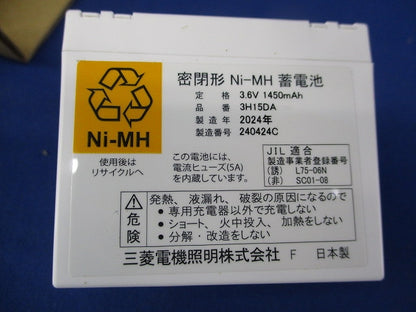 密閉形 Ni-MH 蓄電池
定格 3.6V 1450mAh
品番 3H15DA
製造年 2024年
製造番号 240424C
Ni-MH
使用後は
リサイクルへ
この電池には、
電流ヒューズ(5A)
を内蔵しています。
JIL適合
製造事業者登録番号
(誘) L75-06N
(非) SC01-08
危険
発熱、液漏れ、破裂の原因になるので
•専用充電器以外で充電しない
•ショート、火中投入、加熱をしない
•分解・改造をしない
三菱電機照明株式会社 F 日本製